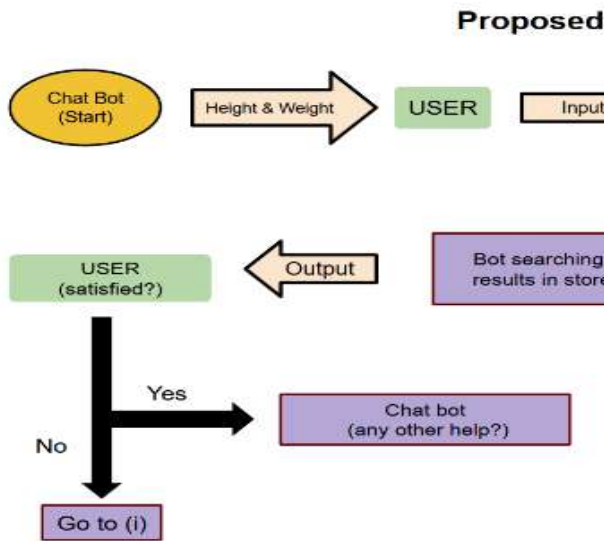 Proposed
Chat Bot
(Start)
Height & Weight
USER
Input
USER
(satisfied?)
Output
Bot searching
results in store
Yes
Chat bot
(any other help?)
No
Go to (i)